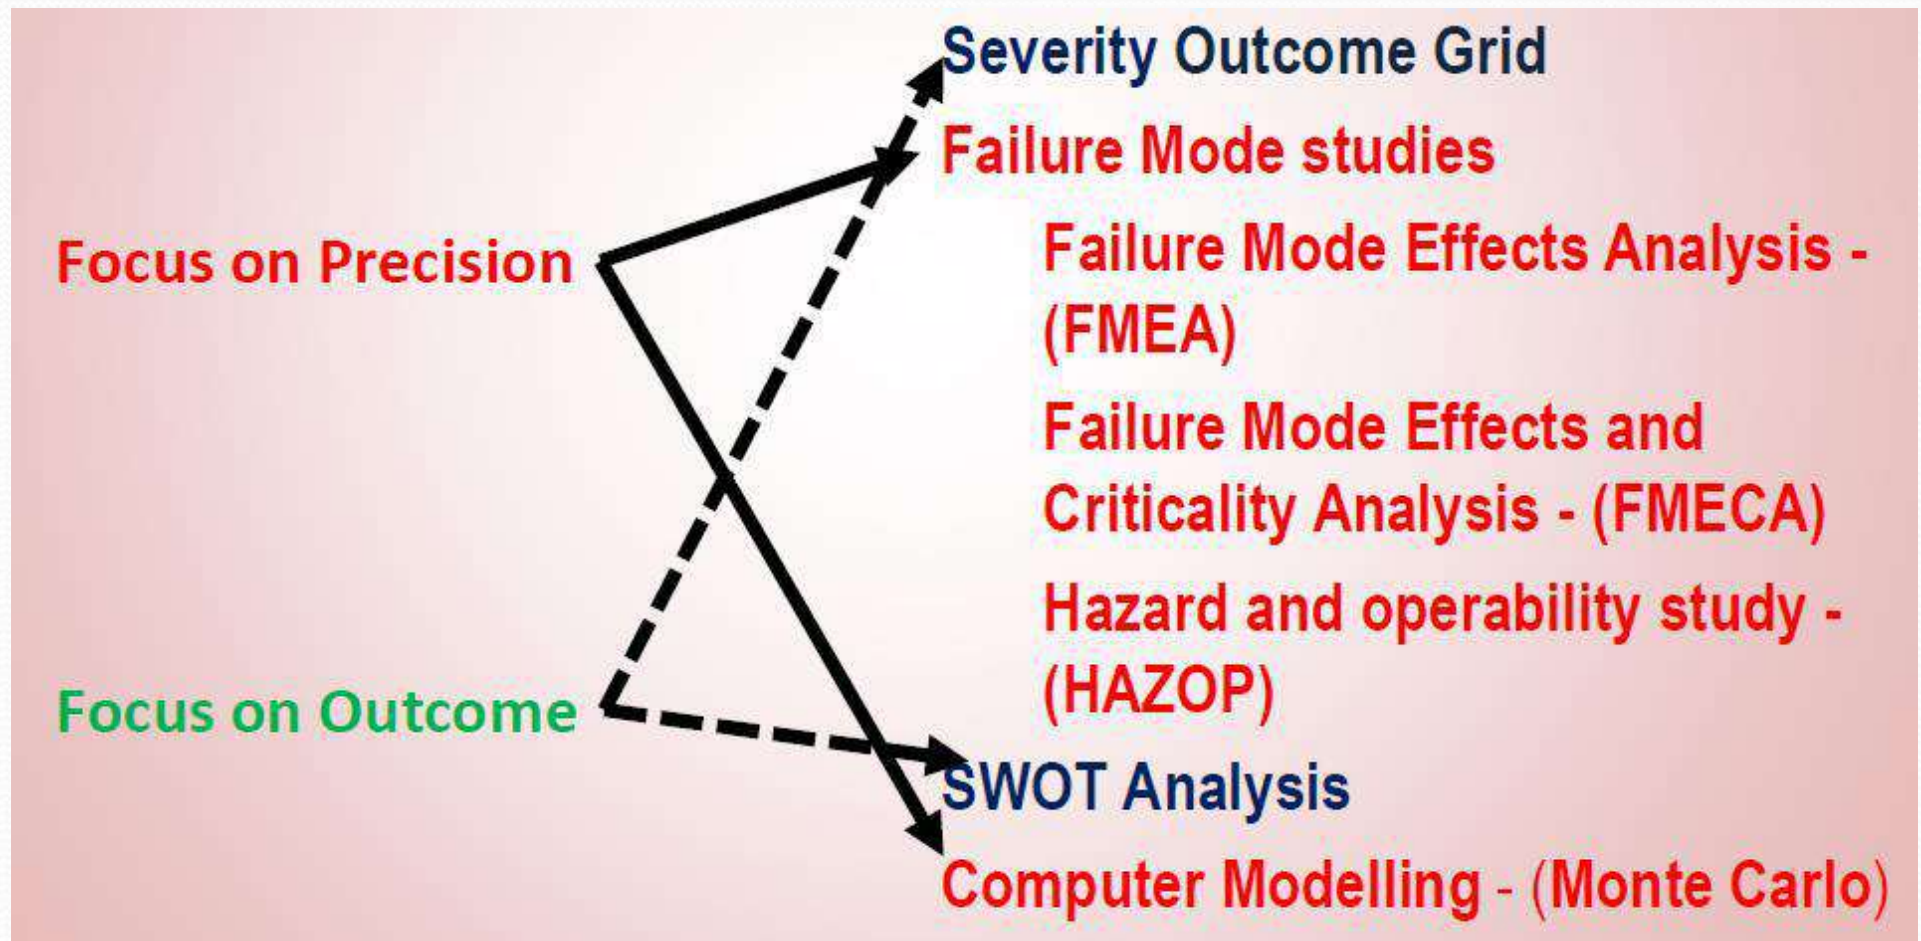 Severity Outcome Grid
Failure Mode studies
Focus on Precision
Failure Mode Effects Analysis -
(FMEA)
Failure Mode Effects and
Criticality Analysis - (FMECA)
Hazard and operability study -
(HAZOP)
Focus on Outcome
SWOT Analysis
Computer Modelling - (Monte Carlo)